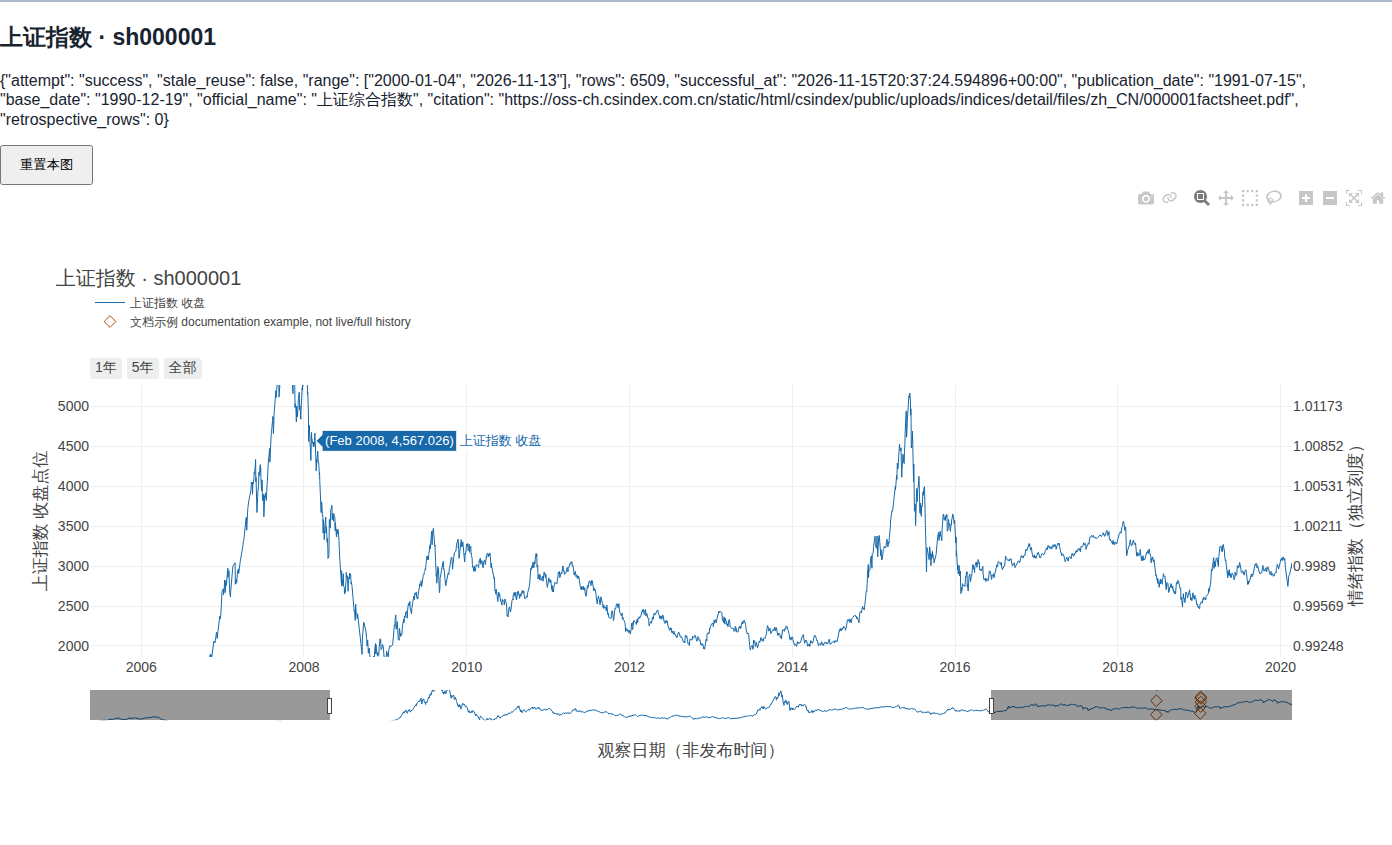 上证指数 · sh000001
{"attempt": "success", "stale_reuse": false, "range": ["2000-01-04", "2026-11-13"], "rows": 6509, "successful_at": "2026-11-15T20:37:24.594896+00:00", "publication_date": "1991-07-15",
"base_date": "1990-12-19", "official_name": "上证综合指数", "citation": "https://oss-ch.csindex.com.cn/static/html/csindex/public/uploads/indices/detail/files/zh_CN/000001factsheet.pdf",
"retrospective_rows": 0}
重置本图
上证指数 · sh000001
上证指数 收盘
文档示例 documentation example, not live/full history
1年 5年 全部
5000
4500
4000
3500
3000
2500
2000
上证指数 收盘点位
(Feb 2008, 4,567.026) 上证指数 收盘
1.01173
1.00852
1.00531
1.00211
0.9989
0.99569
0.99248
情绪指数（独立刻度）
2006 2008 2010 2012 2014 2016 2018 2020
观察日期（非发布时间）